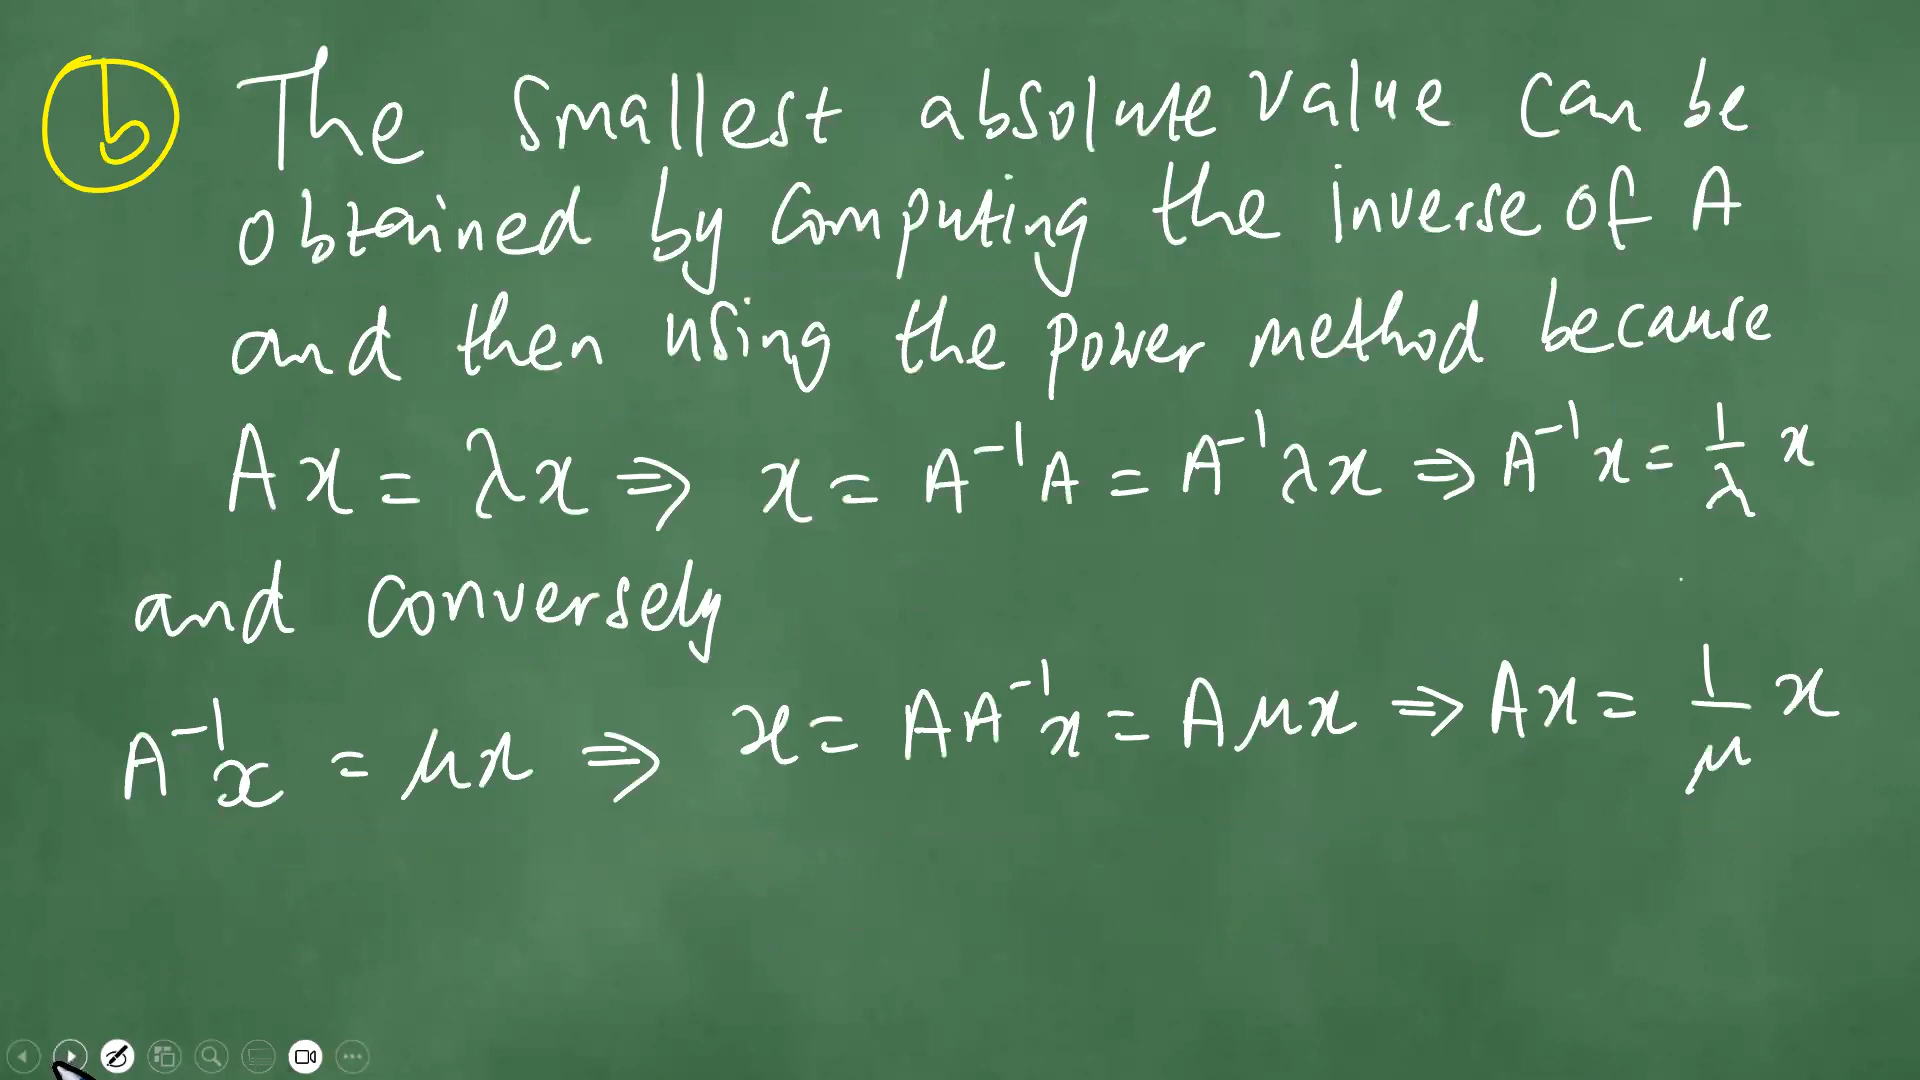 b
The smallest absolute value can be
obtained by computing the inverse of A
and then using the power method because
Ax = λx ⇒ x = A⁻¹A = A⁻¹λx ⇒ A⁻¹x = 1/λ x
and conversely
A⁻¹x = μx ⇒ x = AA⁻¹x = Aμx ⇒ Ax = 1/μ x